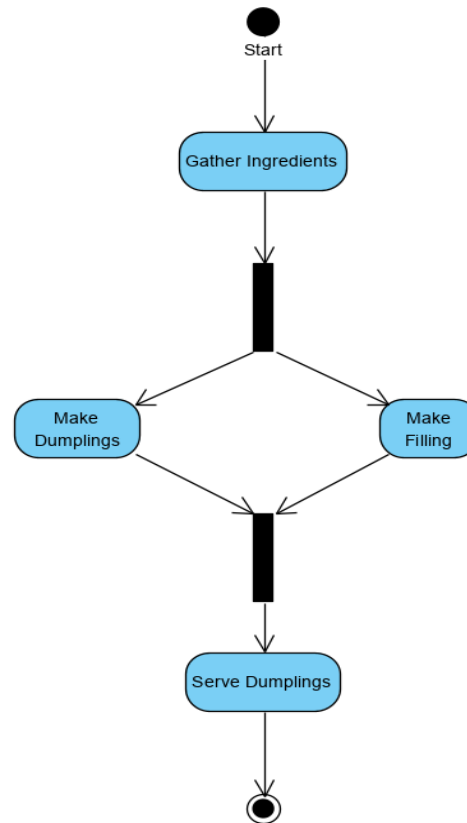 Start
Gather Ingredients
Make
Dumplings
Make
Filling
Serve Dumplings